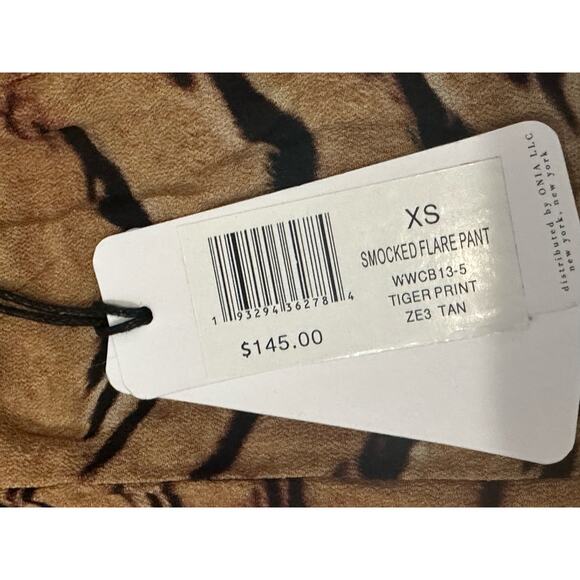 XS
SMOCKED FLARE PANT
WWCB13-5
TIGER PRINT
ZE3 TAN
1 93294 36278 4
$145.00
distributed by ONIA LLC
new york, new york